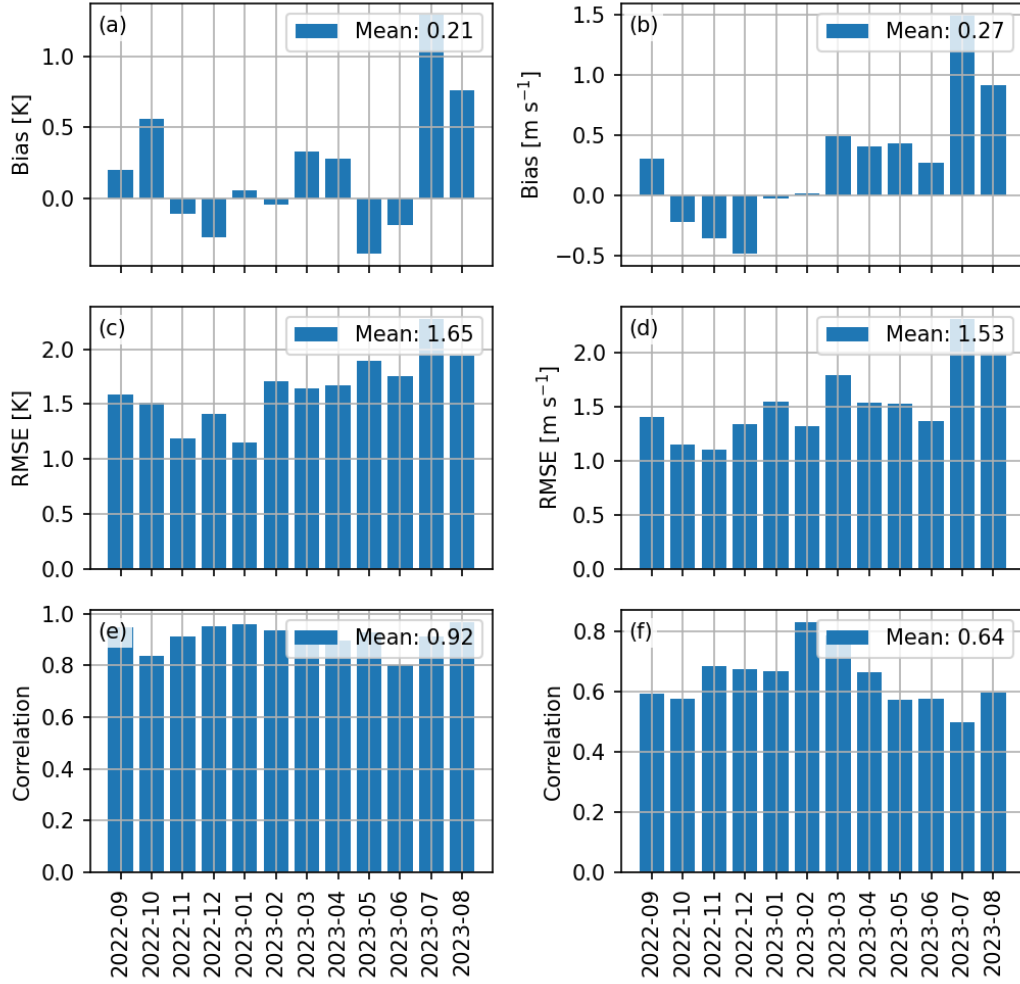 (a)
Mean: 0.21
Bias [K]
1.0
0.5
0.0
(b)
Mean: 0.27
Bias [m s⁻¹]
1.5
1.0
0.5
0.0
−0.5
(c)
Mean: 1.65
RMSE [K]
2.0
1.5
1.0
0.5
0.0
(d)
Mean: 1.53
RMSE [m s⁻¹]
2.0
1.5
1.0
0.5
0.0
(e)
Mean: 0.92
Correlation
1.0
0.8
0.6
0.4
0.2
0.0
2022-09
2022-10
2022-11
2022-12
2023-01
2023-02
2023-03
2023-04
2023-05
2023-06
2023-07
2023-08
(f)
Mean: 0.64
Correlation
0.8
0.6
0.4
0.2
0.0
2022-09
2022-10
2022-11
2022-12
2023-01
2023-02
2023-03
2023-04
2023-05
2023-06
2023-07
2023-08